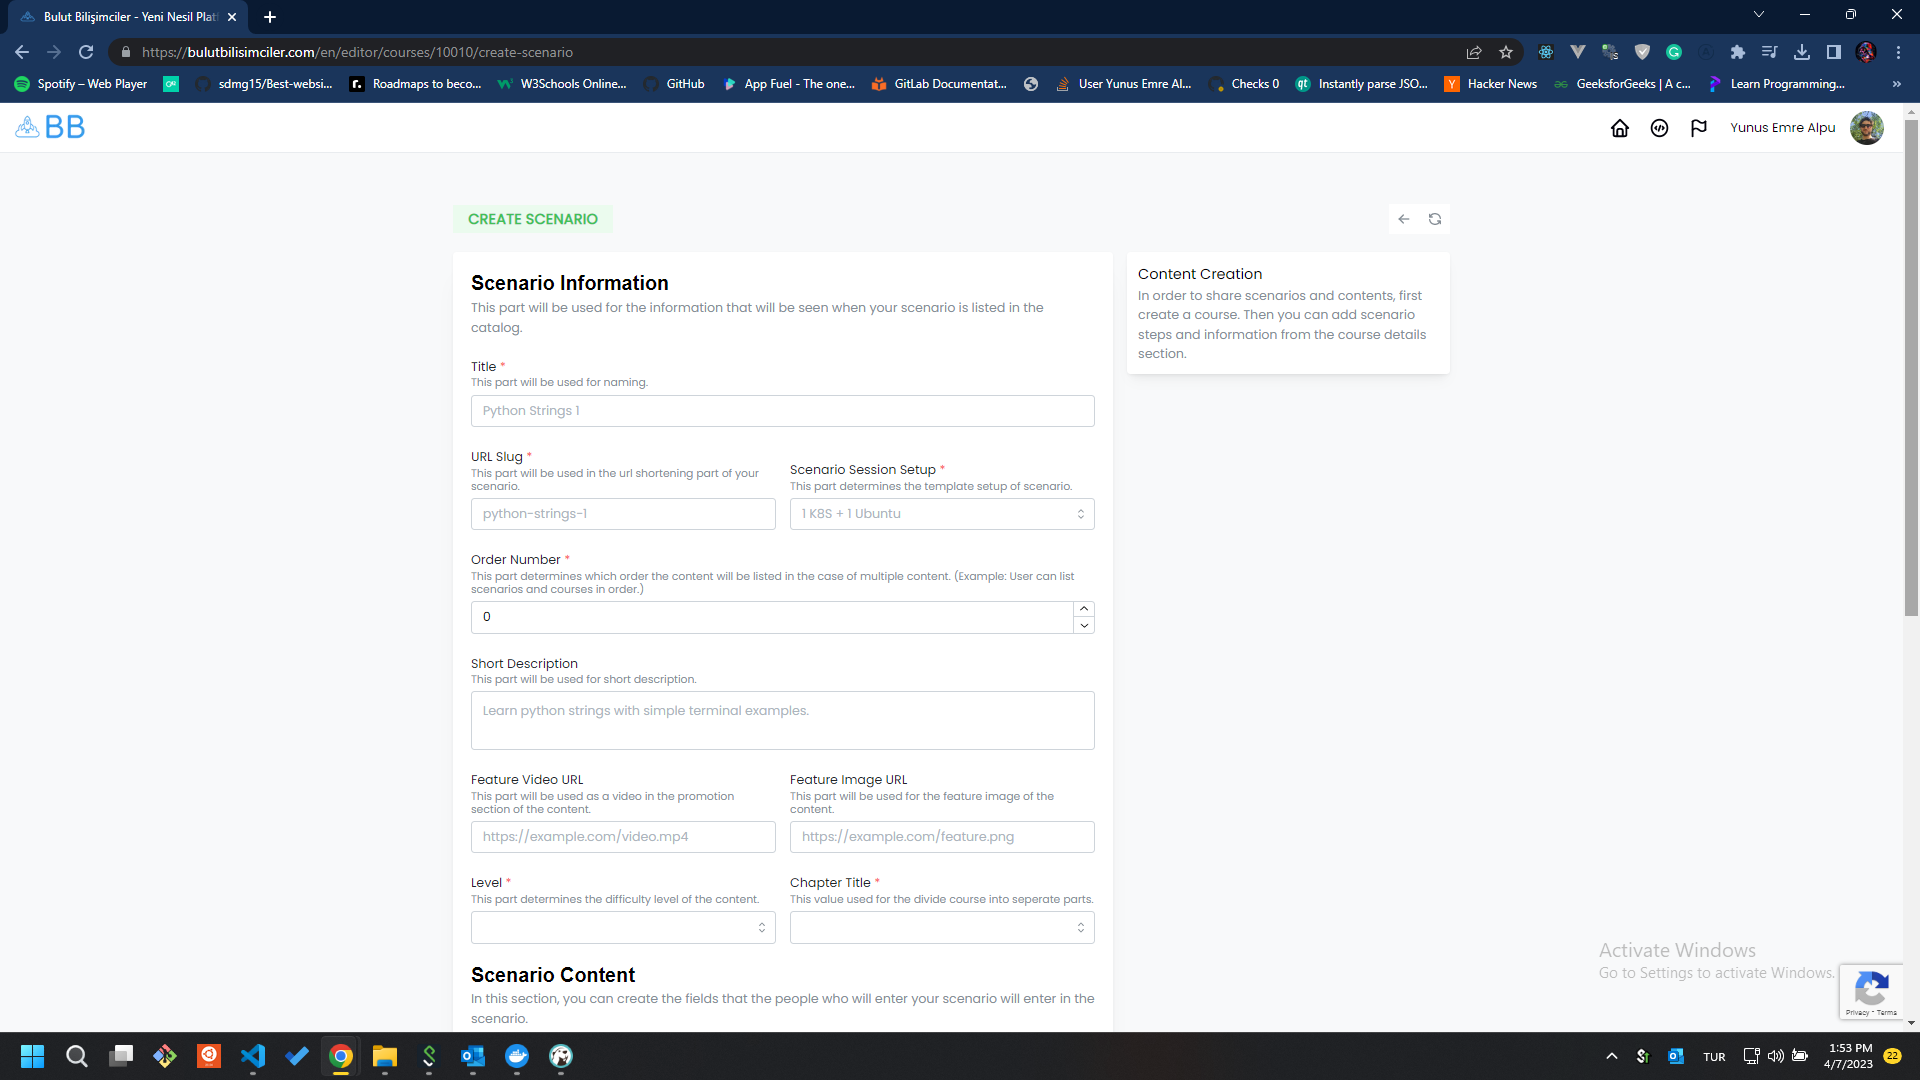 Bulut Bilişimciler - Yeni Nesil Plat
https://bulutbilisimciler.com/en/editor/courses/10010/create-scenario
Spotify – Web Player
sdmg15/Best-websi...
Roadmaps to beco...
W3Schools Online...
GitHub
App Fuel - The one...
GitLab Documentat...
User Yunus Emre Al...
Checks 0
Instantly parse JSO...
Hacker News
GeeksforGeeks | A c...
Learn Programming...
BB
Yunus Emre Alpu
CREATE SCENARIO
Scenario Information
This part will be used for the information that will be seen when your scenario is listed in the
catalog.
Title *
This part will be used for naming.
Python Strings 1
URL Slug *
This part will be used in the url shortening part of your
scenario.
python-strings-1
Scenario Session Setup *
This part determines the template setup of scenario.
1 K8S + 1 Ubuntu
Order Number *
This part determines which order the content will be listed in the case of multiple content. (Example: User can list
scenarios and courses in order.)
0
Short Description
This part will be used for short description.
Learn python strings with simple terminal examples.
Feature Video URL
This part will be used as a video in the promotion
section of the content.
https://example.com/video.mp4
Feature Image URL
This part will be used for the feature image of the
content.
https://example.com/feature.png
Level *
This part determines the difficulty level of the content.
Chapter Title *
This value used for the divide course into seperate parts.
Scenario Content
In this section, you can create the fields that the people who will enter your scenario will enter in the
scenario.
Content Creation
In order to share scenarios and contents, first
create a course. Then you can add scenario
steps and information from the course details
section.
Activate Windows
Go to Settings to activate Windows.
Privacy - Terms
TUR
1:53 PM
4/7/2023
22